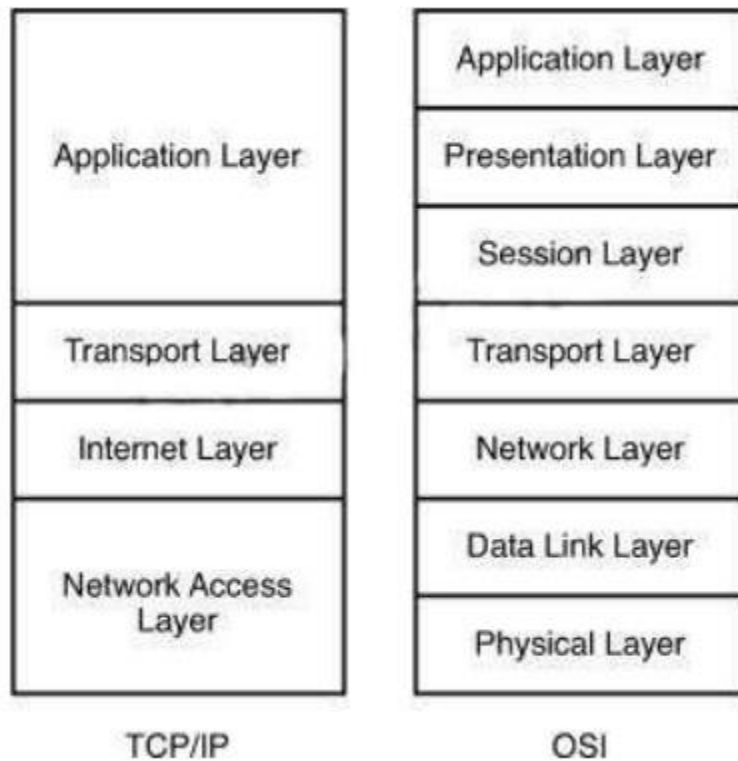 Application Layer
Transport Layer
Internet Layer
Network Access
Layer
TCP/IP
Application Layer
Presentation Layer
Session Layer
Transport Layer
Network Layer
Data Link Layer
Physical Layer
OSI